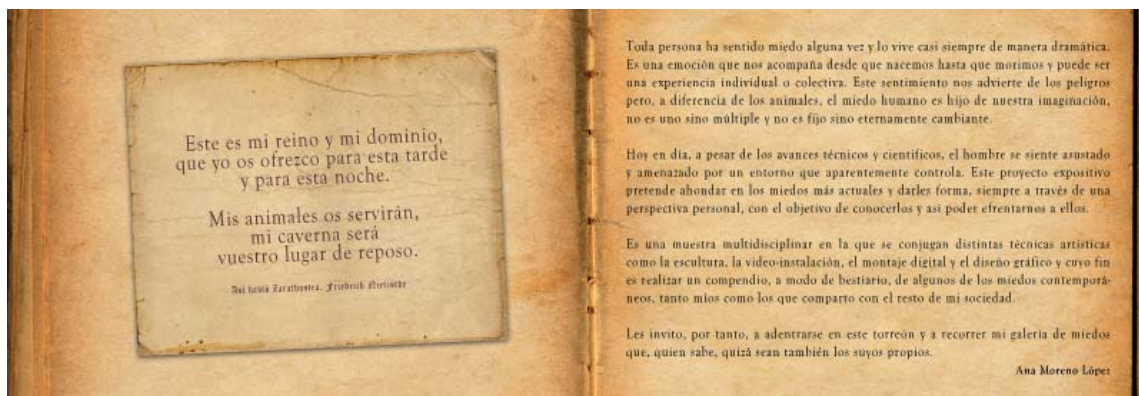 Este es mi reino y mi dominio,
que yo os ofrezco para esta tarde
y para esta noche.
Mis animales os servirán,
mi caverna será
vuestro lugar de reposo.
Así habló Zarathustra. Friedrich Nietzsche
Toda persona ha sentido miedo alguna vez y lo vive casi siempre de manera dramática.
Es una emoción que nos acompaña desde que nacemos hasta que morimos y puede ser
una experiencia individual o colectiva. Este sentimiento nos advierte de los peligros
pero, a diferencia de los animales, el miedo humano es hijo de nuestra imaginación,
no es uno sino múltiple y no es fijo sino eternamente cambiante.
Hoy en día, a pesar de los avances técnicos y científicos, el hombre se siente asustado
y amenazado por un entorno que aparentemente controla. Este proyecto expositivo
pretende ahondar en los miedos más actuales y darles forma, siempre a través de una
perspectiva personal, con el objetivo de conocerlos y así poder efrentarnos a ellos.
Es una muestra multidisciplinar en la que se conjugan distintas técnicas artísticas
como la escultura, la video-instalación, el montaje digital y el diseño gráfico y cuyo fin
es realizar un compendio, a modo de bestiario, de algunos de los miedos contemporá-
neos, tanto míos como los que comparto con el resto de mi sociedad.
Les invito, por tanto, a adentrarse en este torreón y a recorrer mi galería de miedos
que, quien sabe, quizá sean también los suyos propios.
Ana Moreno López